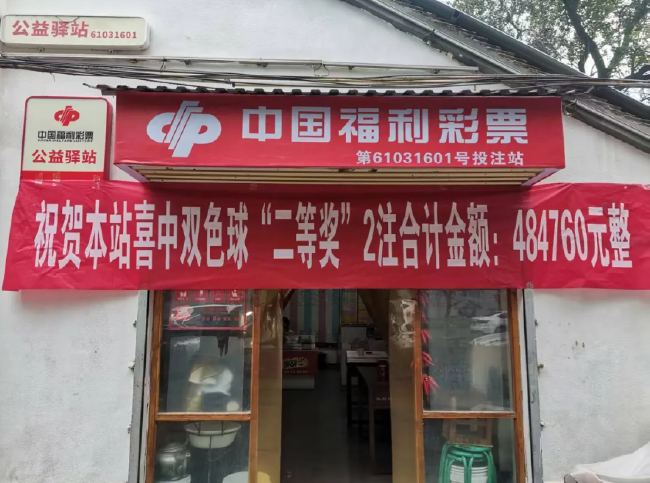 公益驿站 61031601
中国福利彩票
公益驿站
中国福利彩票
第61031601号投注站
祝贺本站喜中双色球“二等奖”2注合计金额：484760元整